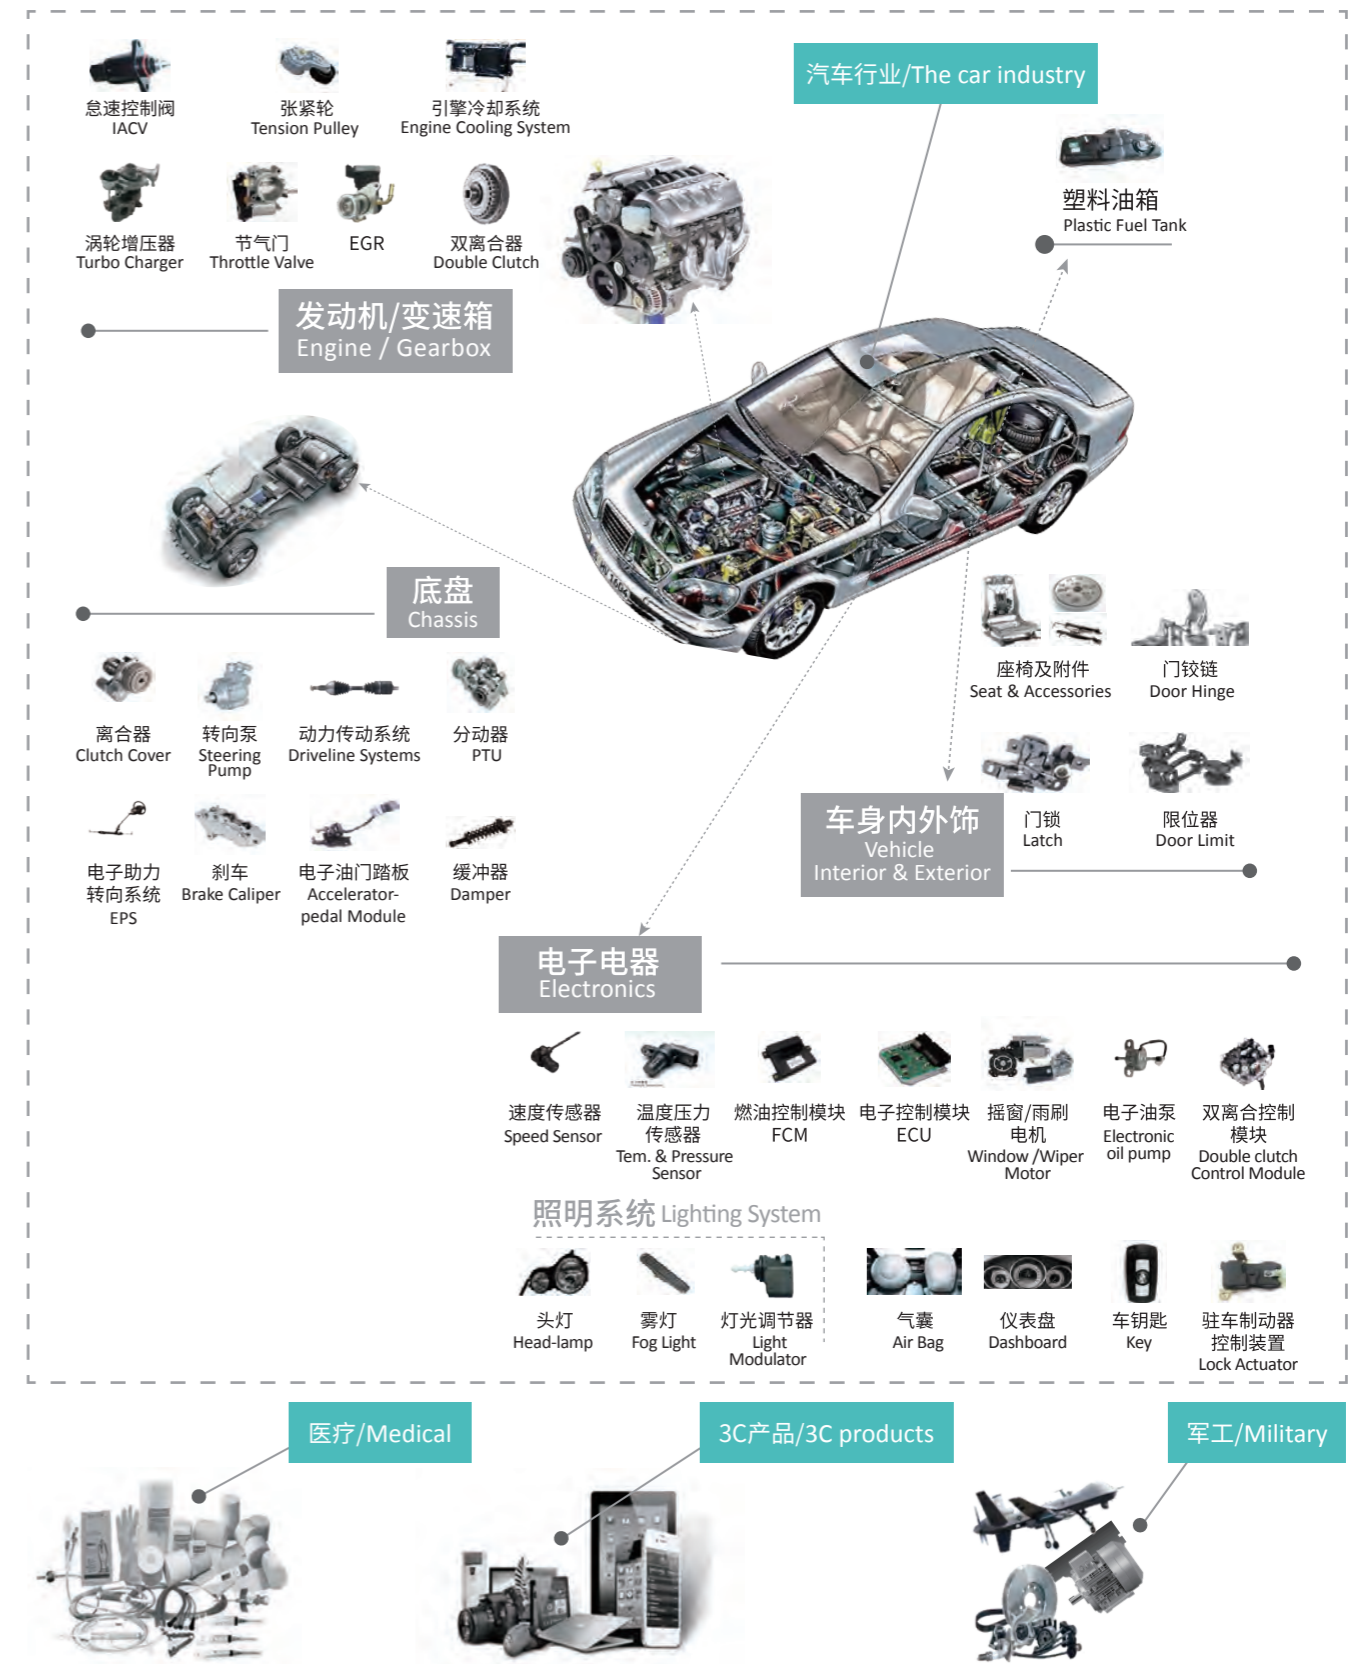 汽车行业/The car industry
怠速控制阀
IACV
张紧轮
Tension Pulley
引擎冷却系统
Engine Cooling System
涡轮增压器
Turbo Charger
节气门
Throttle Valve
EGR
双离合器
Double Clutch
塑料油箱
Plastic Fuel Tank
发动机/变速箱
Engine / Gearbox
底盘
Chassis
离合器
Clutch Cover
转向泵
Steering
Pump
动力传动系统
Driveline Systems
分动器
PTU
电子助力
转向系统
EPS
刹车
Brake Caliper
电子油门踏板
Accelerator-
pedal Module
缓冲器
Damper
座椅及附件
Seat & Accessories
门铰链
Door Hinge
门锁
Latch
限位器
Door Limit
车身内外饰
Vehicle
Interior & Exterior
电子电器
Electronics
速度传感器
Speed Sensor
温度压力
传感器
Tem. & Pressure
Sensor
燃油控制模块
FCM
电子控制模块
ECU
摇窗/雨刷
电机
Window /Wiper
Motor
电子油泵
Electronic
oil pump
双离合控制
模块
Double clutch
Control Module
照明系统 Lighting System
头灯
Head-lamp
雾灯
Fog Light
灯光调节器
Light
Modulator
气囊
Air Bag
仪表盘
Dashboard
车钥匙
Key
驻车制动器
控制装置
Lock Actuator
医疗/Medical
3C产品/3C products
军工/Military